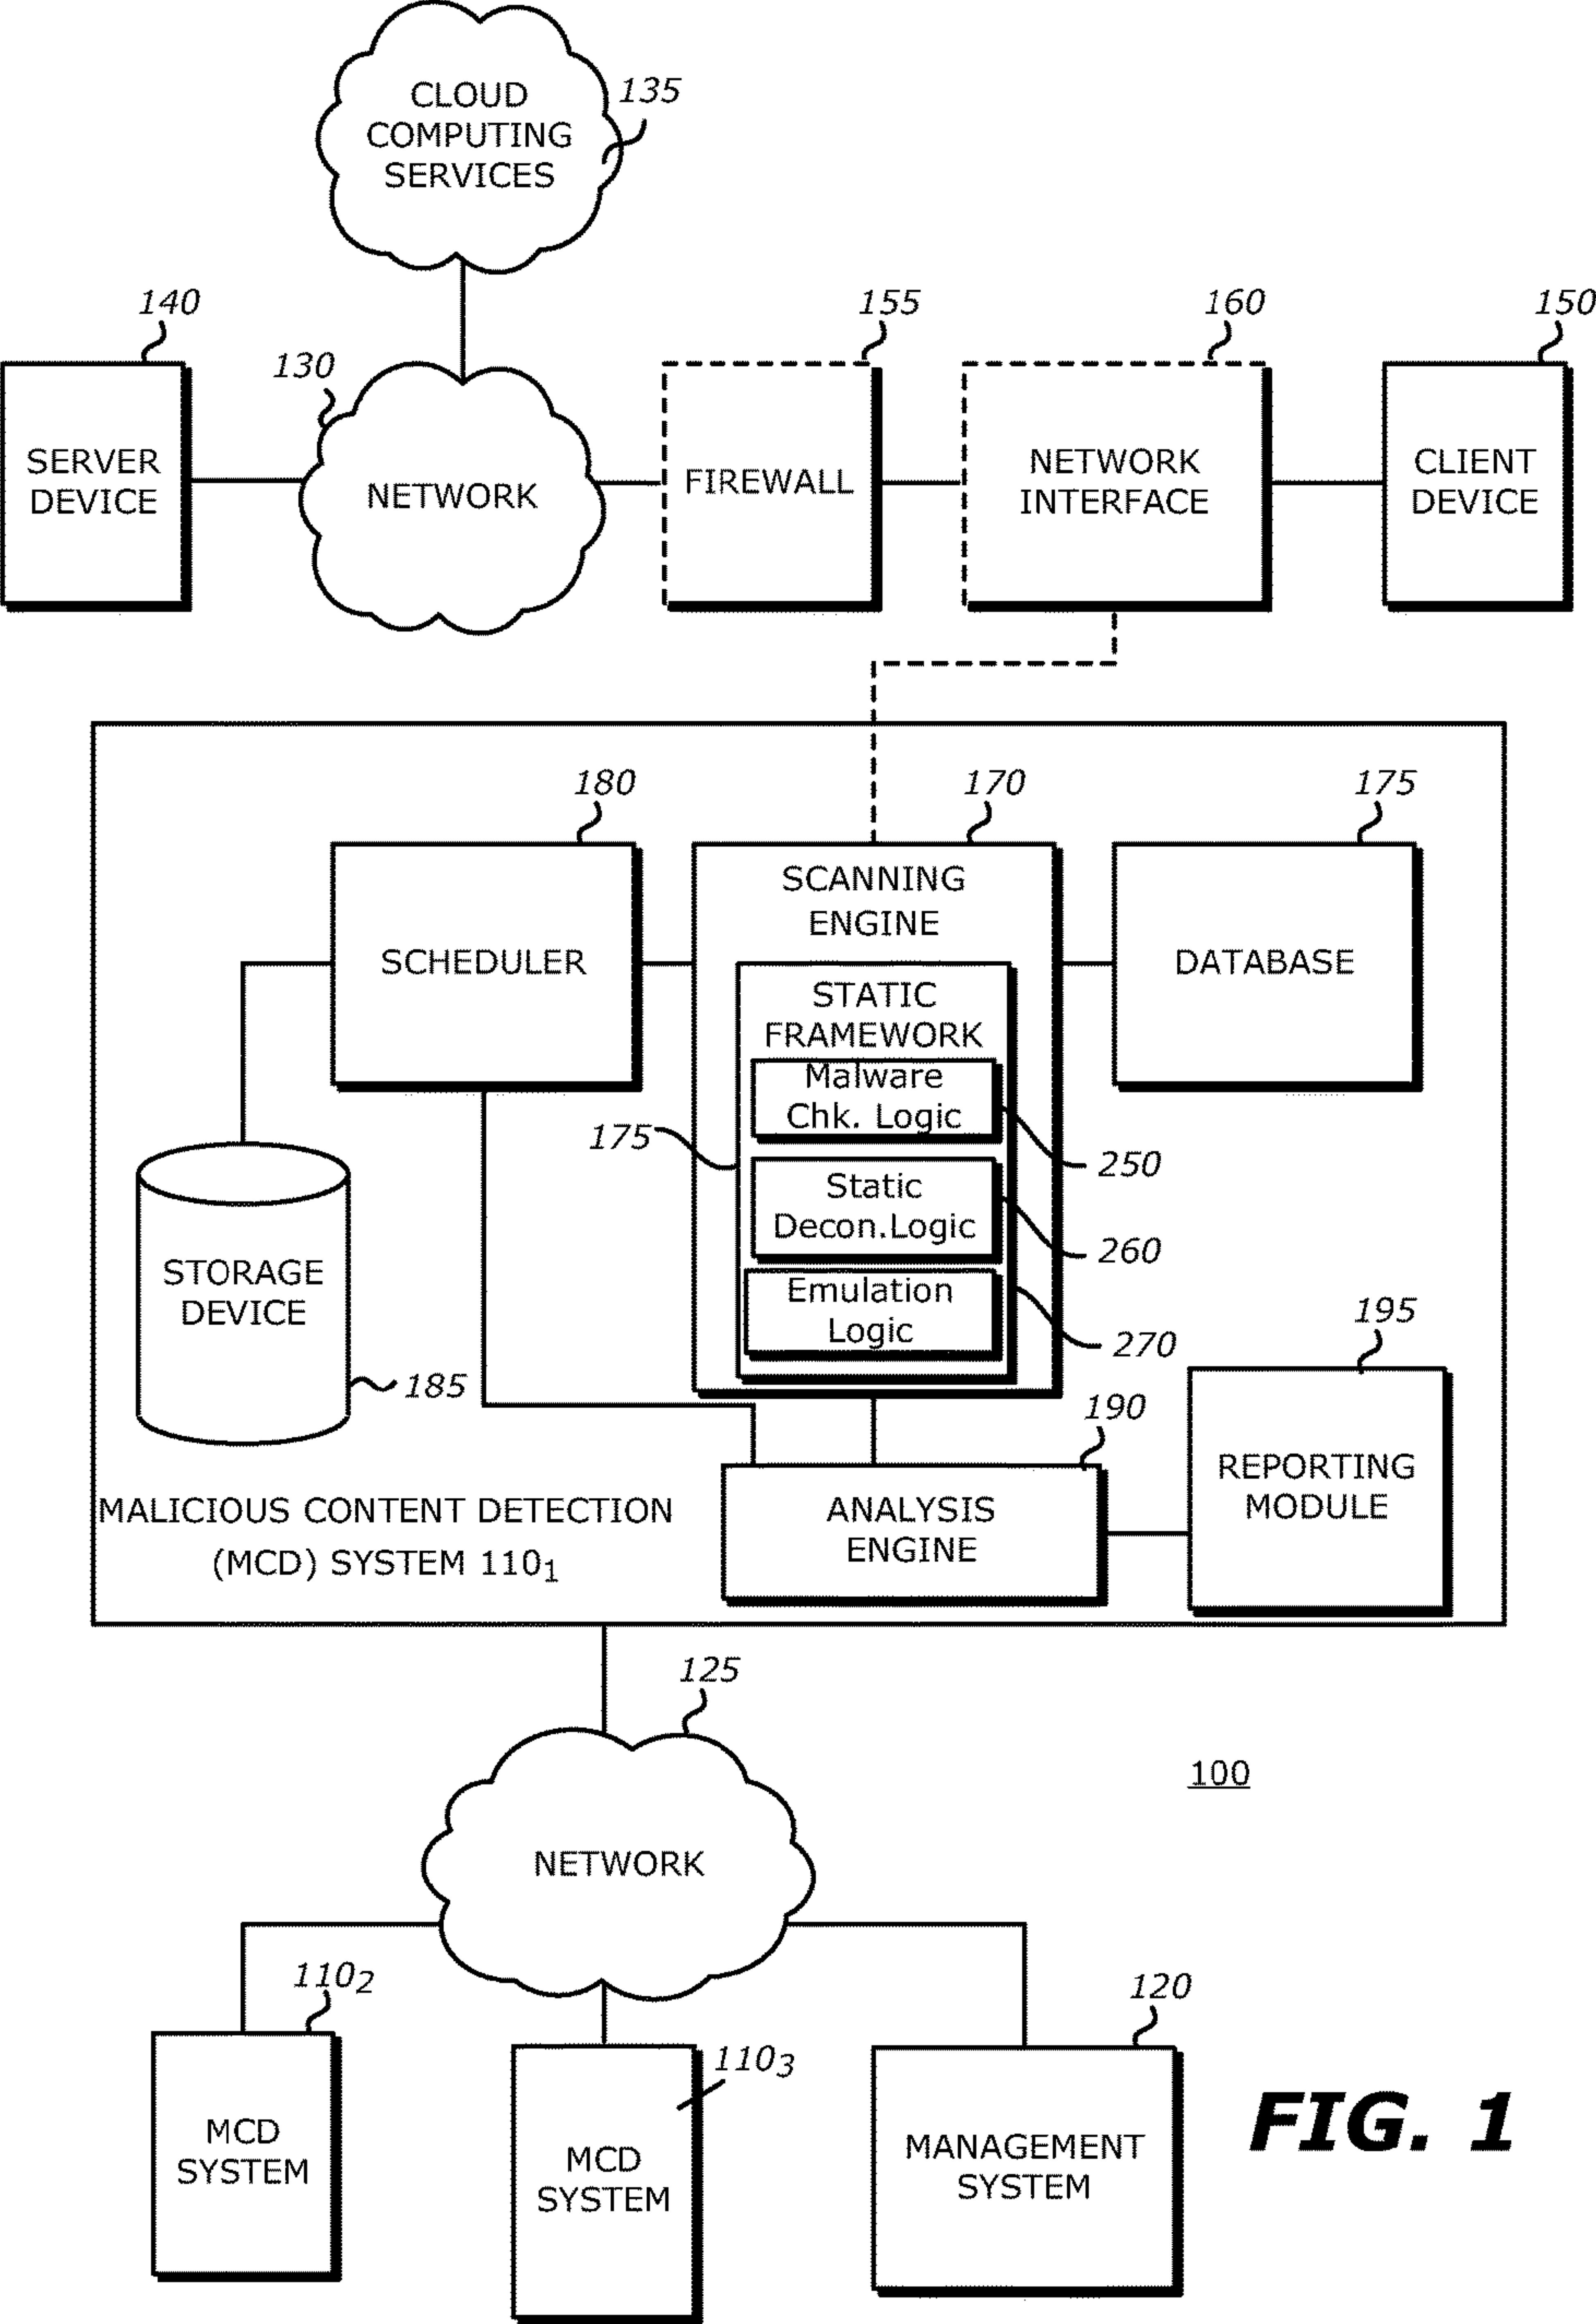 CLOUD
COMPUTING
SERVICES
135
140
130
155
160
150
SERVER
DEVICE
NETWORK
FIREWALL
NETWORK
INTERFACE
CLIENT
DEVICE
180
170
175
SCHEDULER
SCANNING
ENGINE
DATABASE
STATIC
FRAMEWORK
Malware
Chk. Logic
175
250
Static
Decon.Logic
260
Emulation
Logic
270
STORAGE
DEVICE
185
195
190
REPORTING
MODULE
ANALYSIS
ENGINE
MALICIOUS CONTENT DETECTION
(MCD) SYSTEM 110₁
125
100
NETWORK
110₂
110₃
120
MCD
SYSTEM
MCD
SYSTEM
MANAGEMENT
SYSTEM
FIG. 1